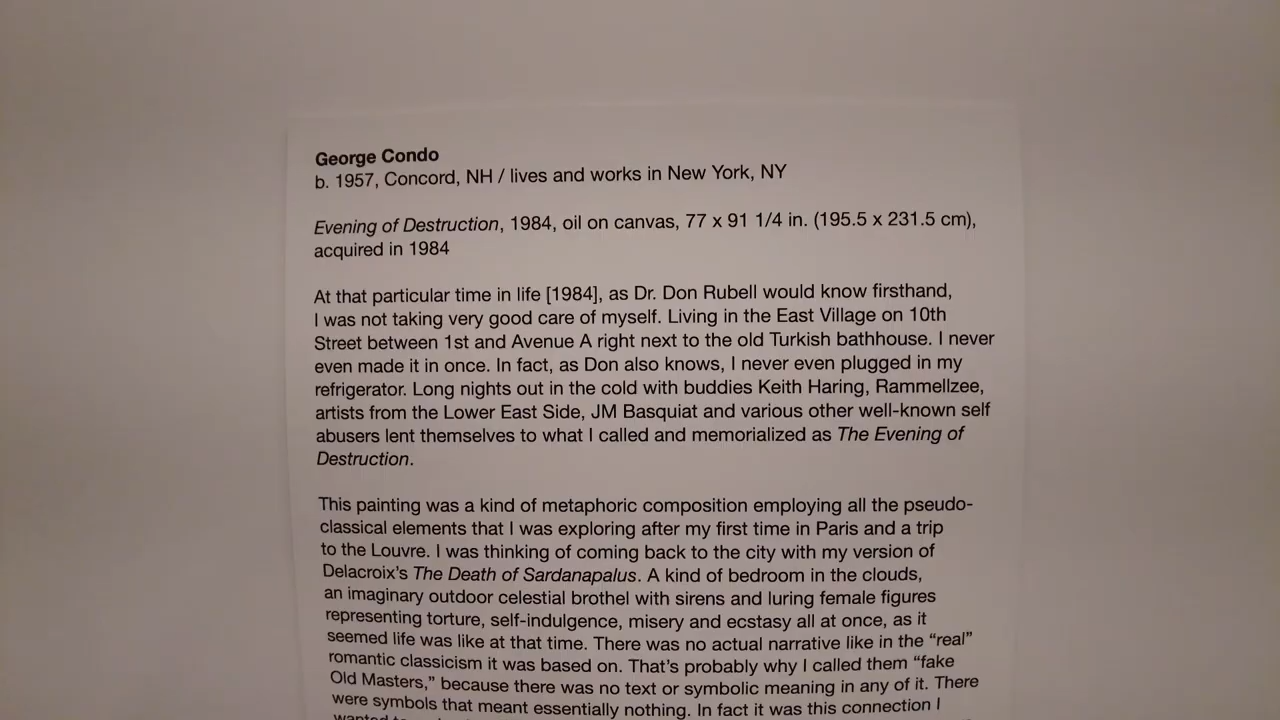 George Condo
b. 1957, Concord, NH / lives and works in New York, NY
Evening of Destruction, 1984, oil on canvas, 77 x 91 1/4 in. (195.5 x 231.5 cm),
acquired in 1984
At that particular time in life [1984], as Dr. Don Rubell would know firsthand,
I was not taking very good care of myself. Living in the East Village on 10th
Street between 1st and Avenue A right next to the old Turkish bathhouse. I never
even made it in once. In fact, as Don also knows, I never even plugged in my
refrigerator. Long nights out in the cold with buddies Keith Haring, Rammellzee,
artists from the Lower East Side, JM Basquiat and various other well-known self
abusers lent themselves to what I called and memorialized as The Evening of
Destruction.
This painting was a kind of metaphoric composition employing all the pseudo-
classical elements that I was exploring after my first time in Paris and a trip
to the Louvre. I was thinking of coming back to the city with my version of
Delacroix's The Death of Sardanapalus. A kind of bedroom in the clouds,
an imaginary outdoor celestial brothel with sirens and luring female figures
representing torture, self-indulgence, misery and ecstasy all at once, as it
seemed life was like at that time. There was no actual narrative like in the “real”
romantic classicism it was based on. That's probably why I called them “fake
Old Masters,” because there was no text or symbolic meaning in any of it. There
were symbols that meant essentially nothing. In fact it was this connection I